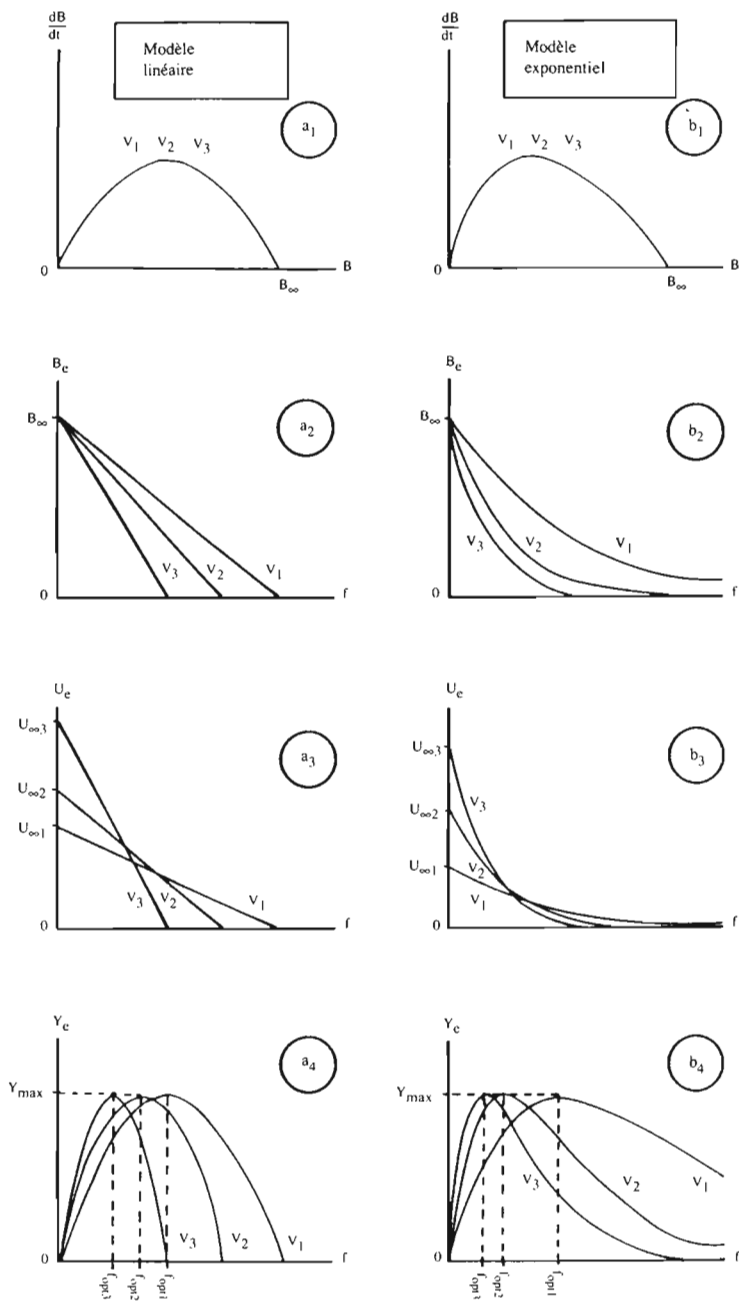 dB
dt
Modèle
linéaire
a1
V1 V2 V3
0
B
B∞
dB
dt
Modèle
exponentiel
b1
V1 V2 V3
0
B
B∞
Be
B∞
a2
V3 V2 V1
0
f
Be
B∞
b2
V3 V2 V1
0
f
Ue
U∞3
U∞2
U∞1
a3
V3 V2 V1
0
f
Ue
U∞3
U∞2
U∞1
b3
V3
V2
V1
0
f
Ye
a4
Ymax
V3 V2 V1
0
f
fopt3 fopt2 fopt1
Ye
b4
Ymax
V3 V2 V1
0
f
fopt3 fopt2 fopt1